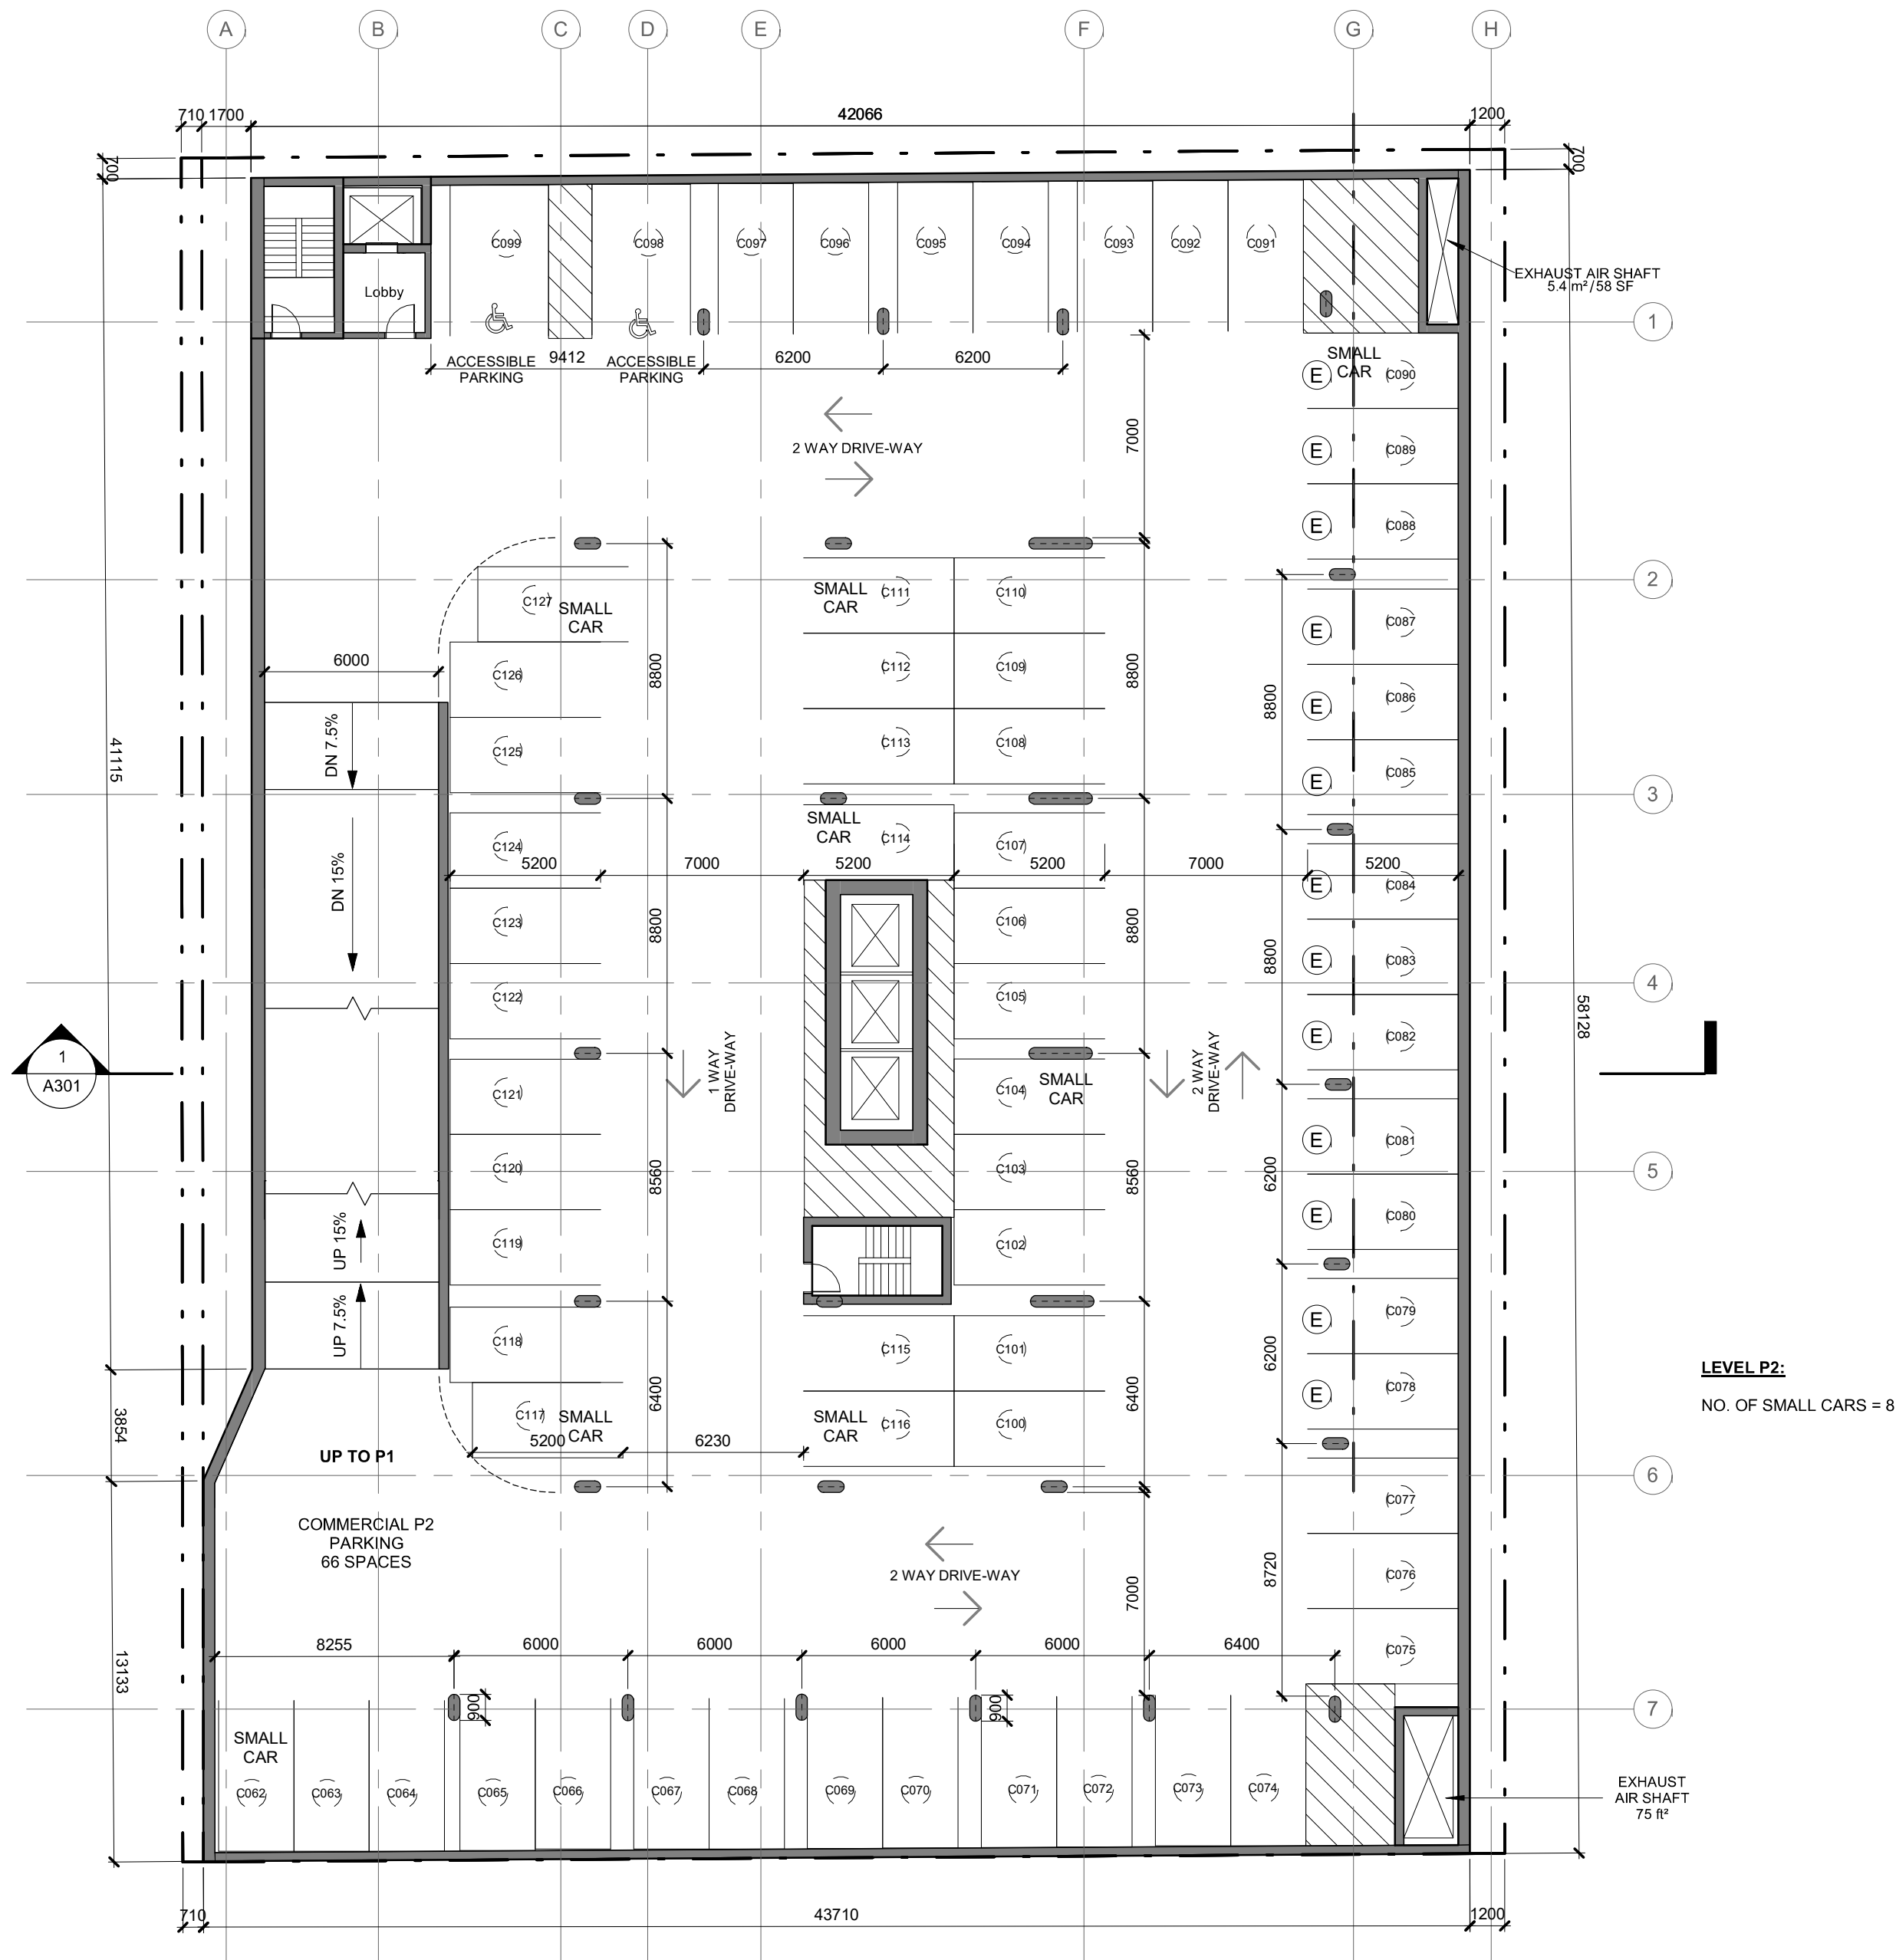 A
B
C
D
E
F
G
H
710
1700
42066
1200
700
700
C099
C098
C097
C096
C095
C094
C093
C092
C091
Lobby
EXHAUST AIR SHAFT
5.4 m²/58 SF
1
ACCESSIBLE
PARKING
9412
ACCESSIBLE
PARKING
6200
6200
SMALL
CAR
E
C090
7000
2 WAY DRIVE-WAY
E
C089
E
C088
2
C127
SMALL
CAR
SMALL
CAR
C111
C110
E
C087
6000
C126
8800
C112
C109
8800
8800
E
C086
DN 7.5%
41115
C125
C113
C108
E
C085
3
SMALL
CAR
C114
C124
C107
5200
7000
5200
5200
7000
5200
DN 15%
E
C084
C123
8800
C106
8800
8800
E
C083
4
C122
C105
58128
E
C082
1
A301
1 WAY
DRIVE-WAY
2 WAY
DRIVE-WAY
C121
C104
SMALL
CAR
E
C081
5
C120
8560
C103
8560
6200
E
C080
UP 15%
C119
C102
UP 7.5%
C118
C115
C101
E
C079
6200
LEVEL P2:
NO. OF SMALL CARS = 8
E
C078
3854
6400
6400
C117
SMALL
CAR
SMALL
CAR
C116
C100
5200
6230
UP TO P1
6
C077
COMMERCIAL P2
PARKING
66 SPACES
2 WAY DRIVE-WAY
7000
8720
C076
13133
8255
6000
6000
6000
6000
6400
C075
900
900
7
SMALL
CAR
C062
C063
C064
C065
C066
C067
C068
C069
C070
C071
C072
C073
C074
EXHAUST
AIR SHAFT
75 ft²
710
43710
1200